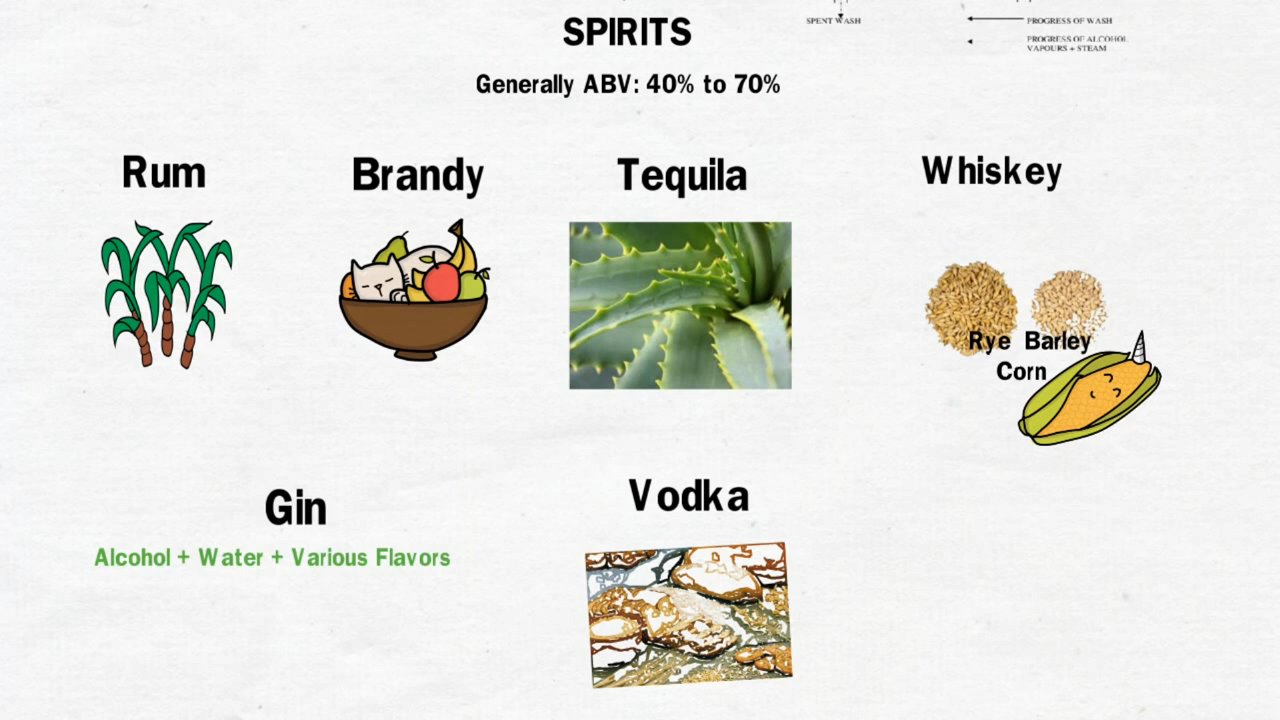 SPENT WASH
PROGRESS OF WASH
PROGRESS OF ALCOHOL
VAPOURS + STEAM
SPIRITS
Generally ABV: 40% to 70%
Rum
Brandy
Tequila
Whiskey
Rye Barley
Corn
Gin
Alcohol + Water + Various Flavors
Vodka